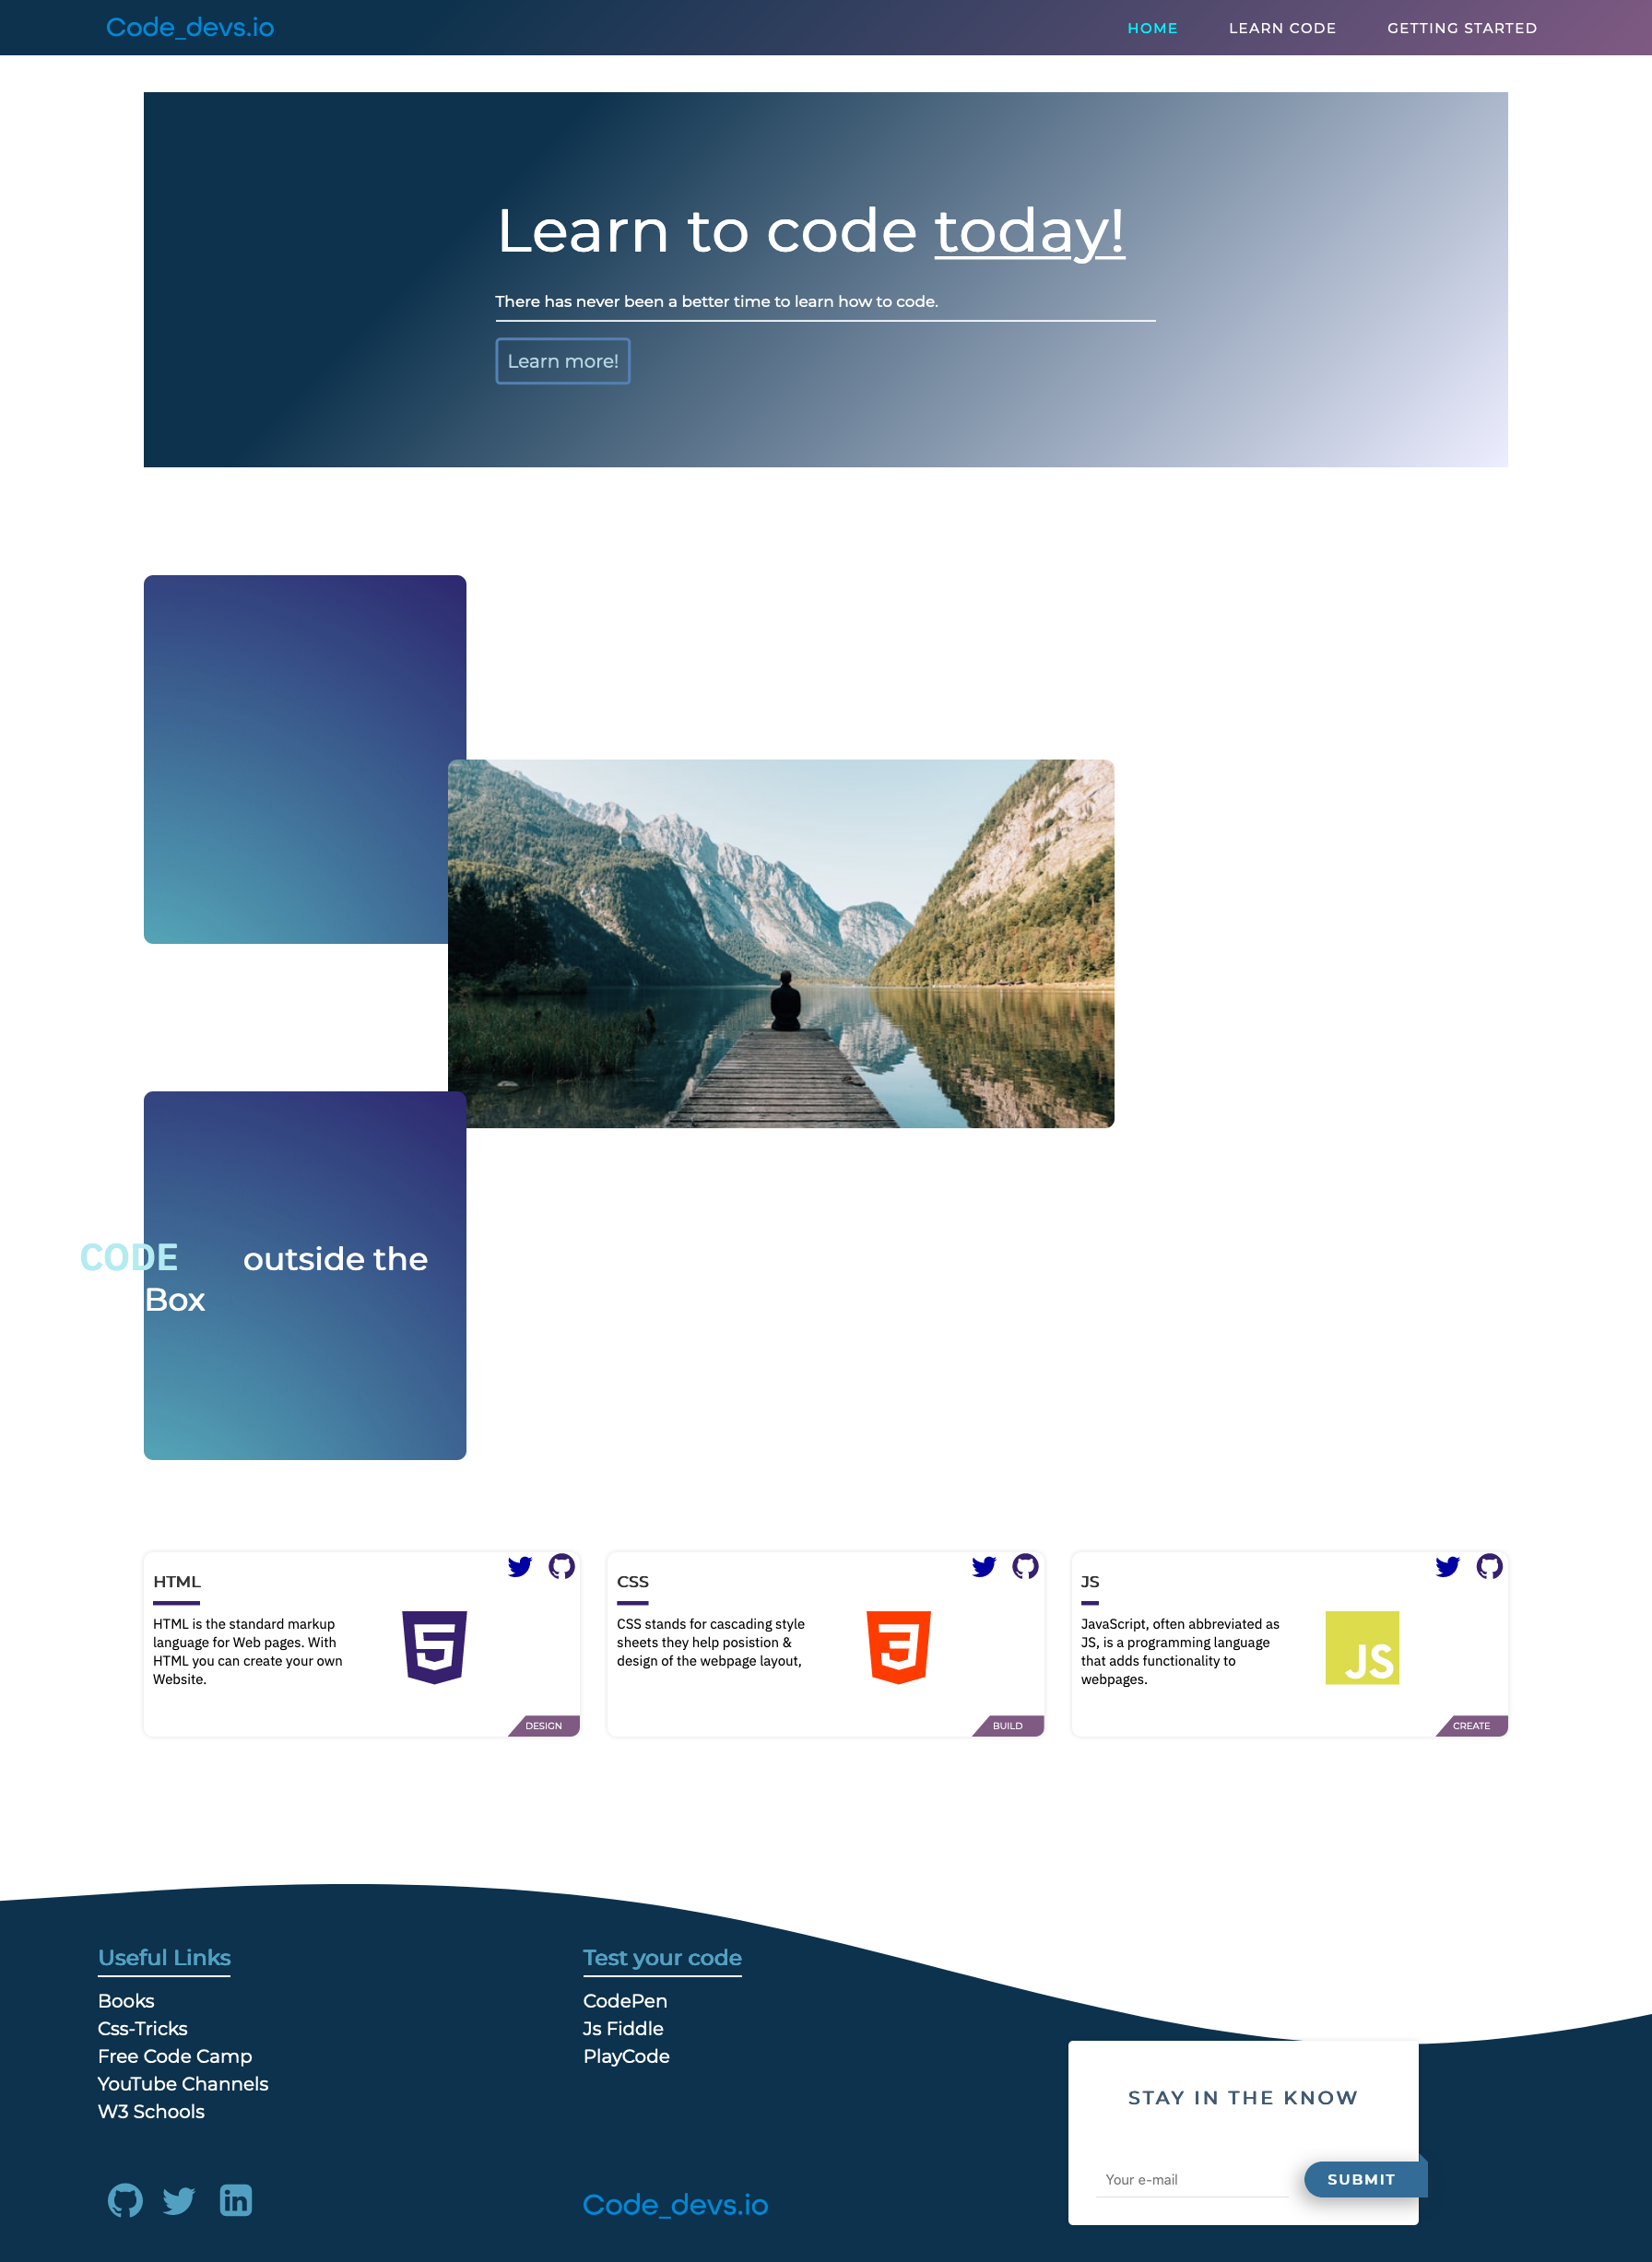 Code_devs.io
HOME
LEARN CODE
GETTING STARTED
Learn to code today!
There has never been a better time to learn how to code.
Learn more!
CODE outside the
Box
HTML
HTML is the standard markup
language for Web pages. With
HTML you can create your own
Website.
DESIGN
CSS
CSS stands for cascading style
sheets they help posistion &
design of the webpage layout,
BUILD
JS
JavaScript, often abbreviated as
JS, is a programming language
that adds functionality to
webpages.
JS
CREATE
Useful Links
Books
Css-Tricks
Free Code Camp
YouTube Channels
W3 Schools
Test your code
CodePen
Js Fiddle
PlayCode
Code_devs.io
STAY IN THE KNOW
Your e-mail
SUBMIT